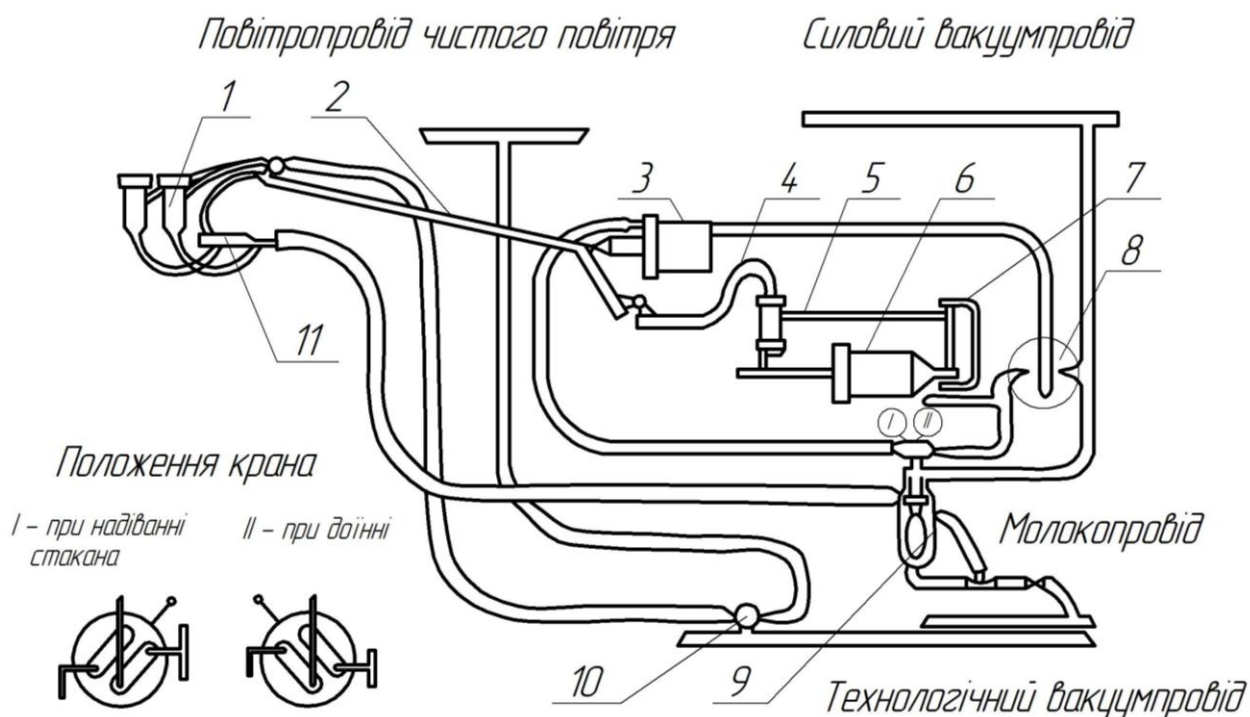 Повітропровід чистого повітря
Силовий вакуумпровід
1
2
3
4
5
6
7
8
11
I
II
Положення крана
I - при надіванні
стакана
II - при доїнні
Молокопровід
10
9
Технологічний вакуумпровід